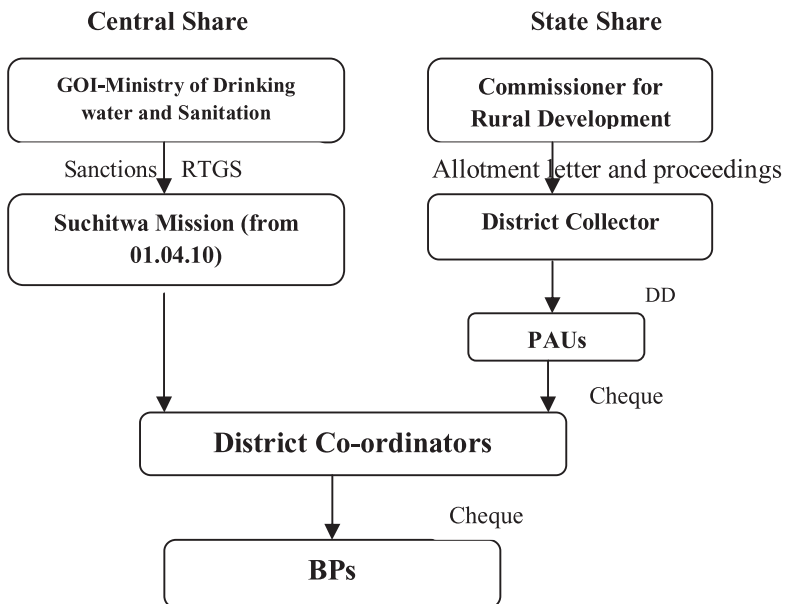 Central Share
State Share
GOI-Ministry of Drinking
water and Sanitation
Commissioner for
Rural Development
Sanctions RTGS
Allotment letter and proceedings
Suchitwa Mission (from
01.04.10)
District Collector
DD
PAUs
Cheque
District Co-ordinators
Cheque
BPs